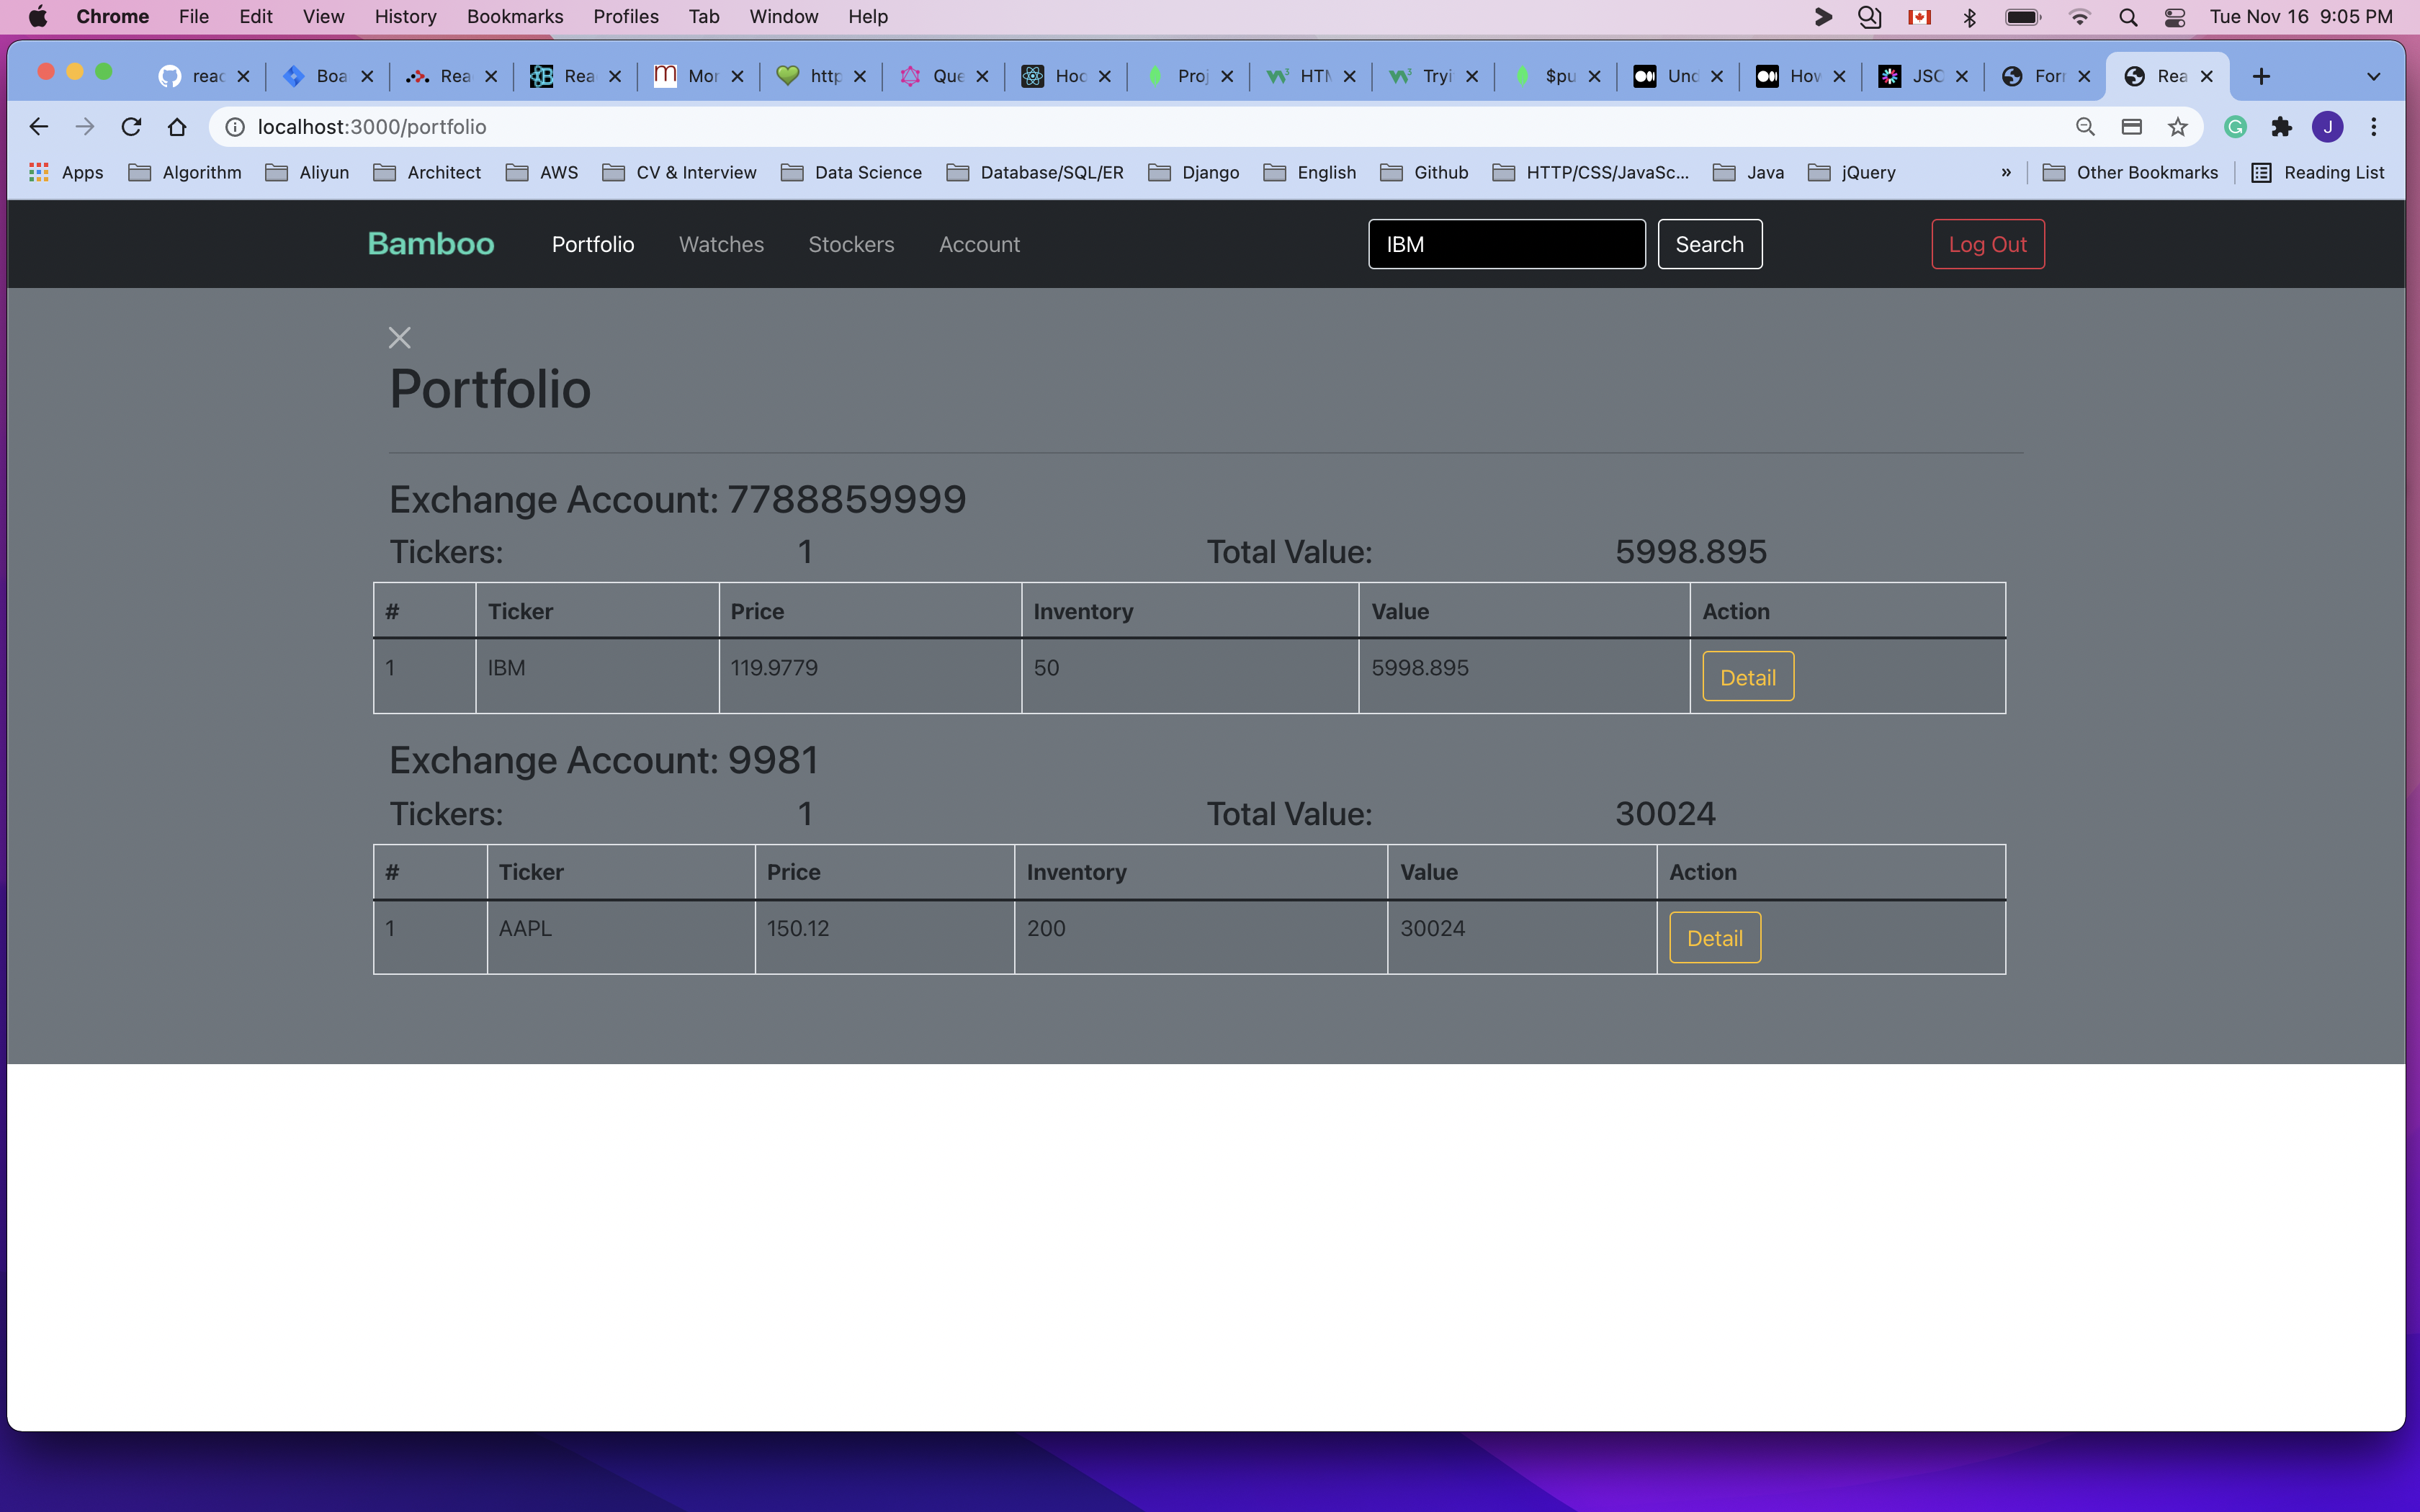 Chrome File Edit View History Bookmarks Profiles Tab Window Help Tue Nov 16 9:05 PM
reac Boa Rea Rea Mor http Que Hoo Proj HTM Tryi $pu Und How JSO Forr Rea
localhost:3000/portfolio J
Apps Algorithm Aliyun Architect AWS CV & Interview Data Science Database/SQL/ER Django English Github HTTP/CSS/JavaSc... Java jQuery » Other Bookmarks Reading List
Bamboo Portfolio Watches Stockers Account IBM Search Log Out
Portfolio
Exchange Account: 7788859999
Tickers: 1 Total Value: 5998.895
# Ticker Price Inventory Value Action
1 IBM 119.9779 50 5998.895 Detail
Exchange Account: 9981
Tickers: 1 Total Value: 30024
# Ticker Price Inventory Value Action
1 AAPL 150.12 200 30024 Detail